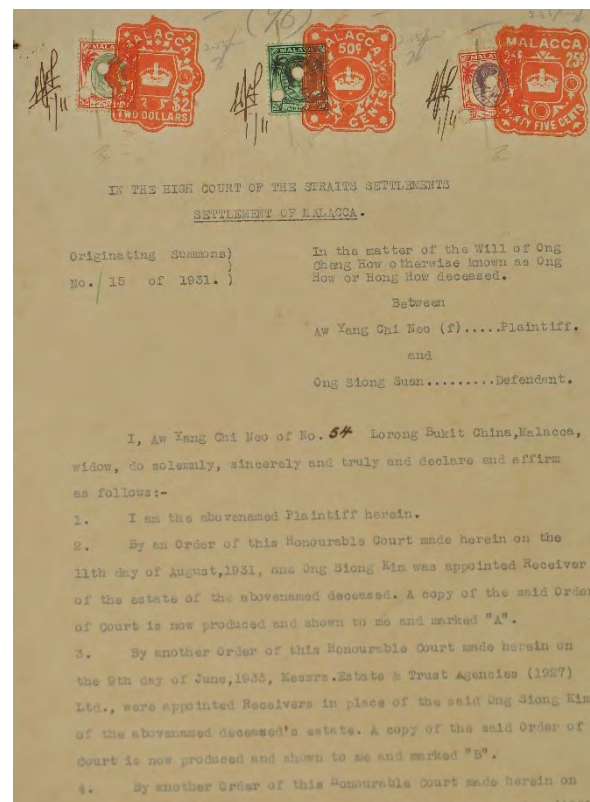 MALACCA
$2
TWO DOLLARS
MALAYA
MALACCA
50¢
CENTS
MALACCA
25¢
TWENTY FIVE CENTS
IN THE HIGH COURT OF THE STRAITS SETTLEMENTS
SETTLEMENT OF MALACCA.
Originating Summons)
)
No. 15 of 1931. )
In the matter of the Will of Ong
Cheng How otherwise known as Ong
How or Hong How deceased.
Between
Aw Yang Chi Neo (f).....Plaintiff.
and
Ong Siong Suan.........Defendant.
I, Aw Yang Chi Neo of No. 54 Lorong Bukit China,Malacca,
widow, do solemnly, sincerely and truly and declare and affirm
as follows:-
1. I am the abovenamed Plaintiff herein.
2. By an Order of this Honourable Court made herein on the
11th day of August,1931, one Ong Siong Kim was appointed Receiver
of the estate of the abovenamed deceased. A copy of the said Order
of Court is now produced and shown to me and marked "A".
3. By another Order of this Honourable Court made herein on
the 9th day of June,1933, Messrs.Estate & Trust Agencies (1927)
Ltd., were appointed Receivers in place of the said Ong Siong Kim
of the abovenamed deceased's estate. A copy of the said Order of
Court is now produced and shown to me and marked "B".
4. By another Order of this Honourable Court made herein on